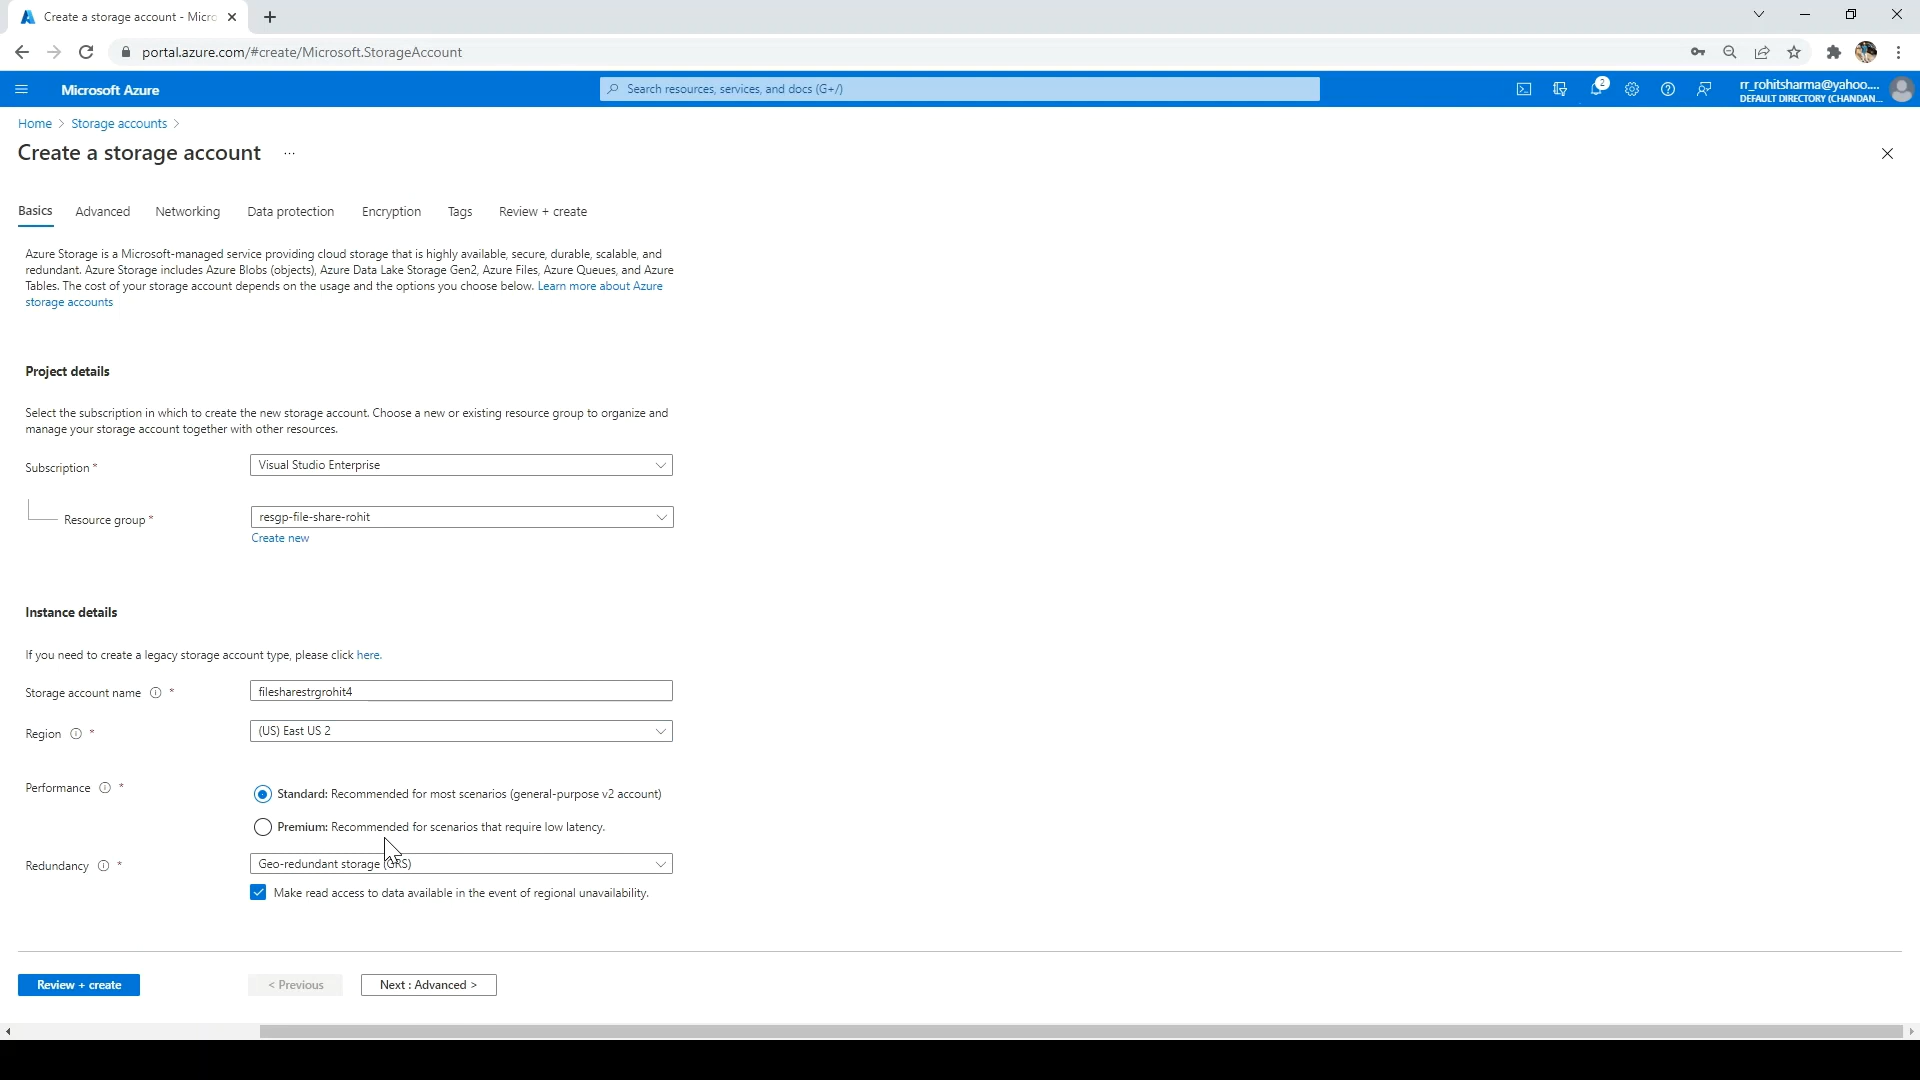 Create a storage account - Micro
portal.azure.com/#create/Microsoft.StorageAccount
Microsoft Azure
Search resources, services, and docs (G+/)
2
rr_rohitsharma@yahoo....
DEFAULT DIRECTORY (CHANDAN...
Home > Storage accounts >
Create a storage account ...
Basics Advanced Networking Data protection Encryption Tags Review + create
Azure Storage is a Microsoft-managed service providing cloud storage that is highly available, secure, durable, scalable, and
redundant. Azure Storage includes Azure Blobs (objects), Azure Data Lake Storage Gen2, Azure Files, Azure Queues, and Azure
Tables. The cost of your storage account depends on the usage and the options you choose below. Learn more about Azure
storage accounts
Project details
Select the subscription in which to create the new storage account. Choose a new or existing resource group to organize and
manage your storage account together with other resources.
Subscription * Visual Studio Enterprise
Resource group * resgp-file-share-rohit
Create new
Instance details
If you need to create a legacy storage account type, please click here.
Storage account name * filesharestrgrohit4
Region * (US) East US 2
Performance * Standard: Recommended for most scenarios (general-purpose v2 account)
Premium: Recommended for scenarios that require low latency.
Redundancy * Geo-redundant storage (GRS)
Make read access to data available in the event of regional unavailability.
Review + create < Previous Next : Advanced >